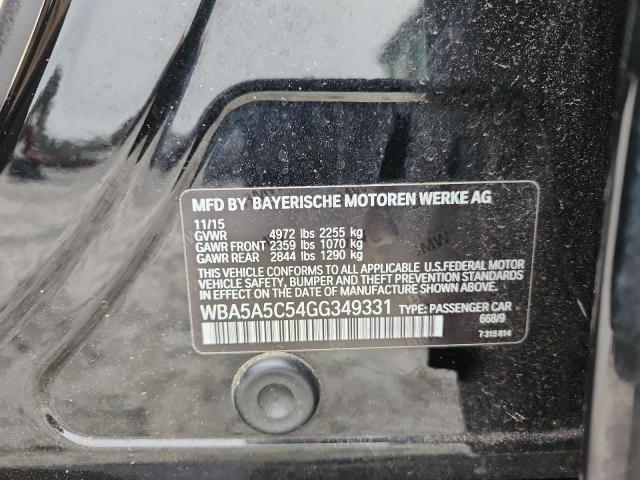 MFD BY BAYERISCHE MOTOREN WERKE AG
11/15
GVWR 4972 lbs 2255 kg
GAWR FRONT 2359 lbs 1070 kg
GAWR REAR 2844 lbs 1290 kg
THIS VEHICLE CONFORMS TO ALL APPLICABLE U.S.FEDERAL MOTOR
VEHICLE SAFETY, BUMPER, AND THEFT PREVENTION STANDARDS
IN EFFECT ON THE DATE OF MANUFACTURE SHOWN ABOVE.
WBA5A5C54GG349331 TYPE: PASSENGER CAR
668/9
7 315 814